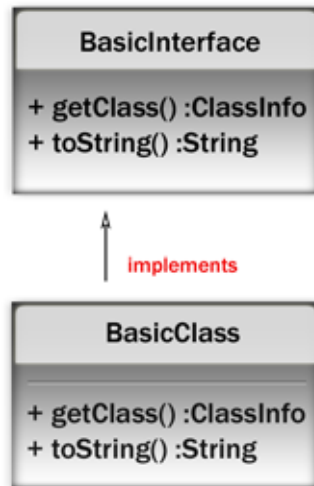 BasicInterface
+ getClass() :ClassInfo
+ toString() :String
implements
BasicClass
+ getClass() :ClassInfo
+ toString() :String